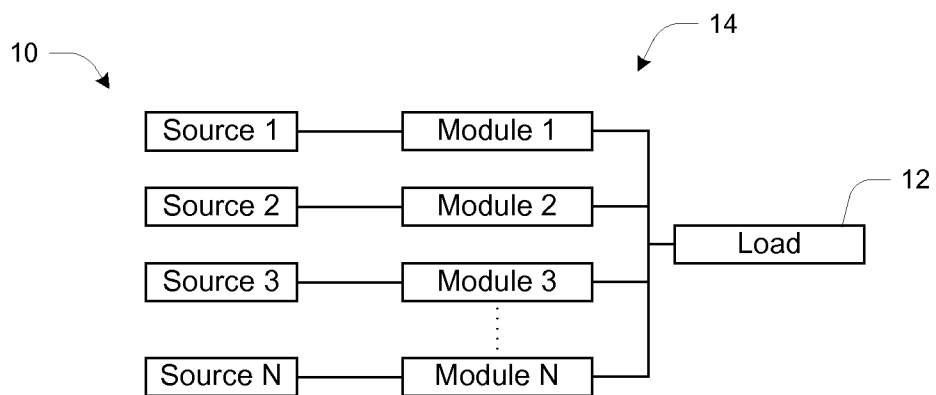 10
14
Source 1
Module 1
Source 2
Module 2
12
Load
Source 3
Module 3
Source N
Module N